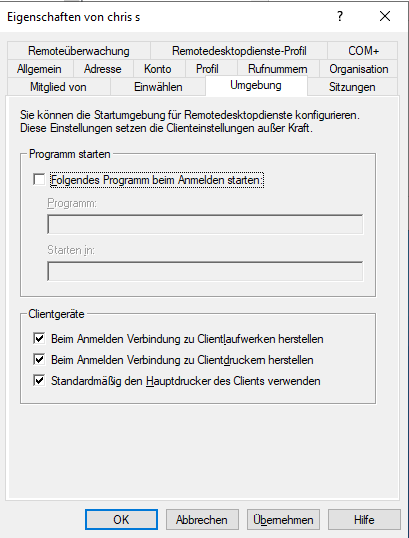 Eigenschaften von chris s
Remoteüberwachung Remotedesktopdienste-Profil COM+
Allgemein Adresse Konto Profil Rufnummern Organisation
Mitglied von Einwählen Umgebung Sitzungen
Sie können die Startumgebung für Remotedesktopdienste konfigurieren.
Diese Einstellungen setzen die Clienteinstellungen außer Kraft.
Programm starten
Folgendes Programm beim Anmelden starten:
Programm:
Starten in:
Clientgeräte
Beim Anmelden Verbindung zu Clientlaufwerken herstellen
Beim Anmelden Verbindung zu Clientdruckern herstellen
Standardmäßig den Hauptdrucker des Clients verwenden
OK Abbrechen Übernehmen Hilfe